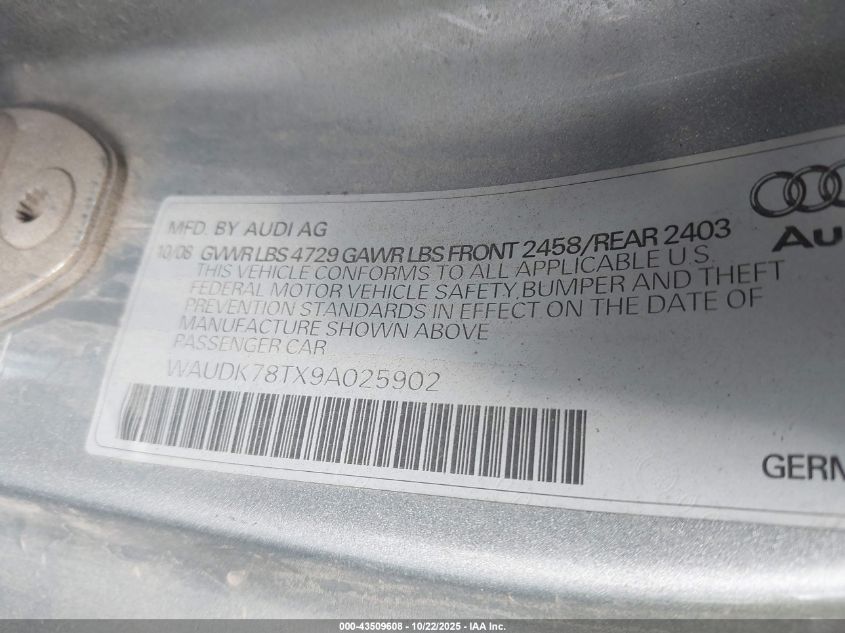 MFD. BY AUDI AG
10/08 GVWR LBS 4729 GAWR LBS FRONT 2458/REAR 2403
THIS VEHICLE CONFORMS TO ALL APPLICABLE U.S.
FEDERAL MOTOR VEHICLE SAFETY, BUMPER AND THEFT
PREVENTION STANDARDS IN EFFECT ON THE DATE OF
MANUFACTURE SHOWN ABOVE
PASSENGER CAR
WAUDK78TX9A025902
Au
GERM
000-43509608 - 10/22/2025 - IAA Inc.